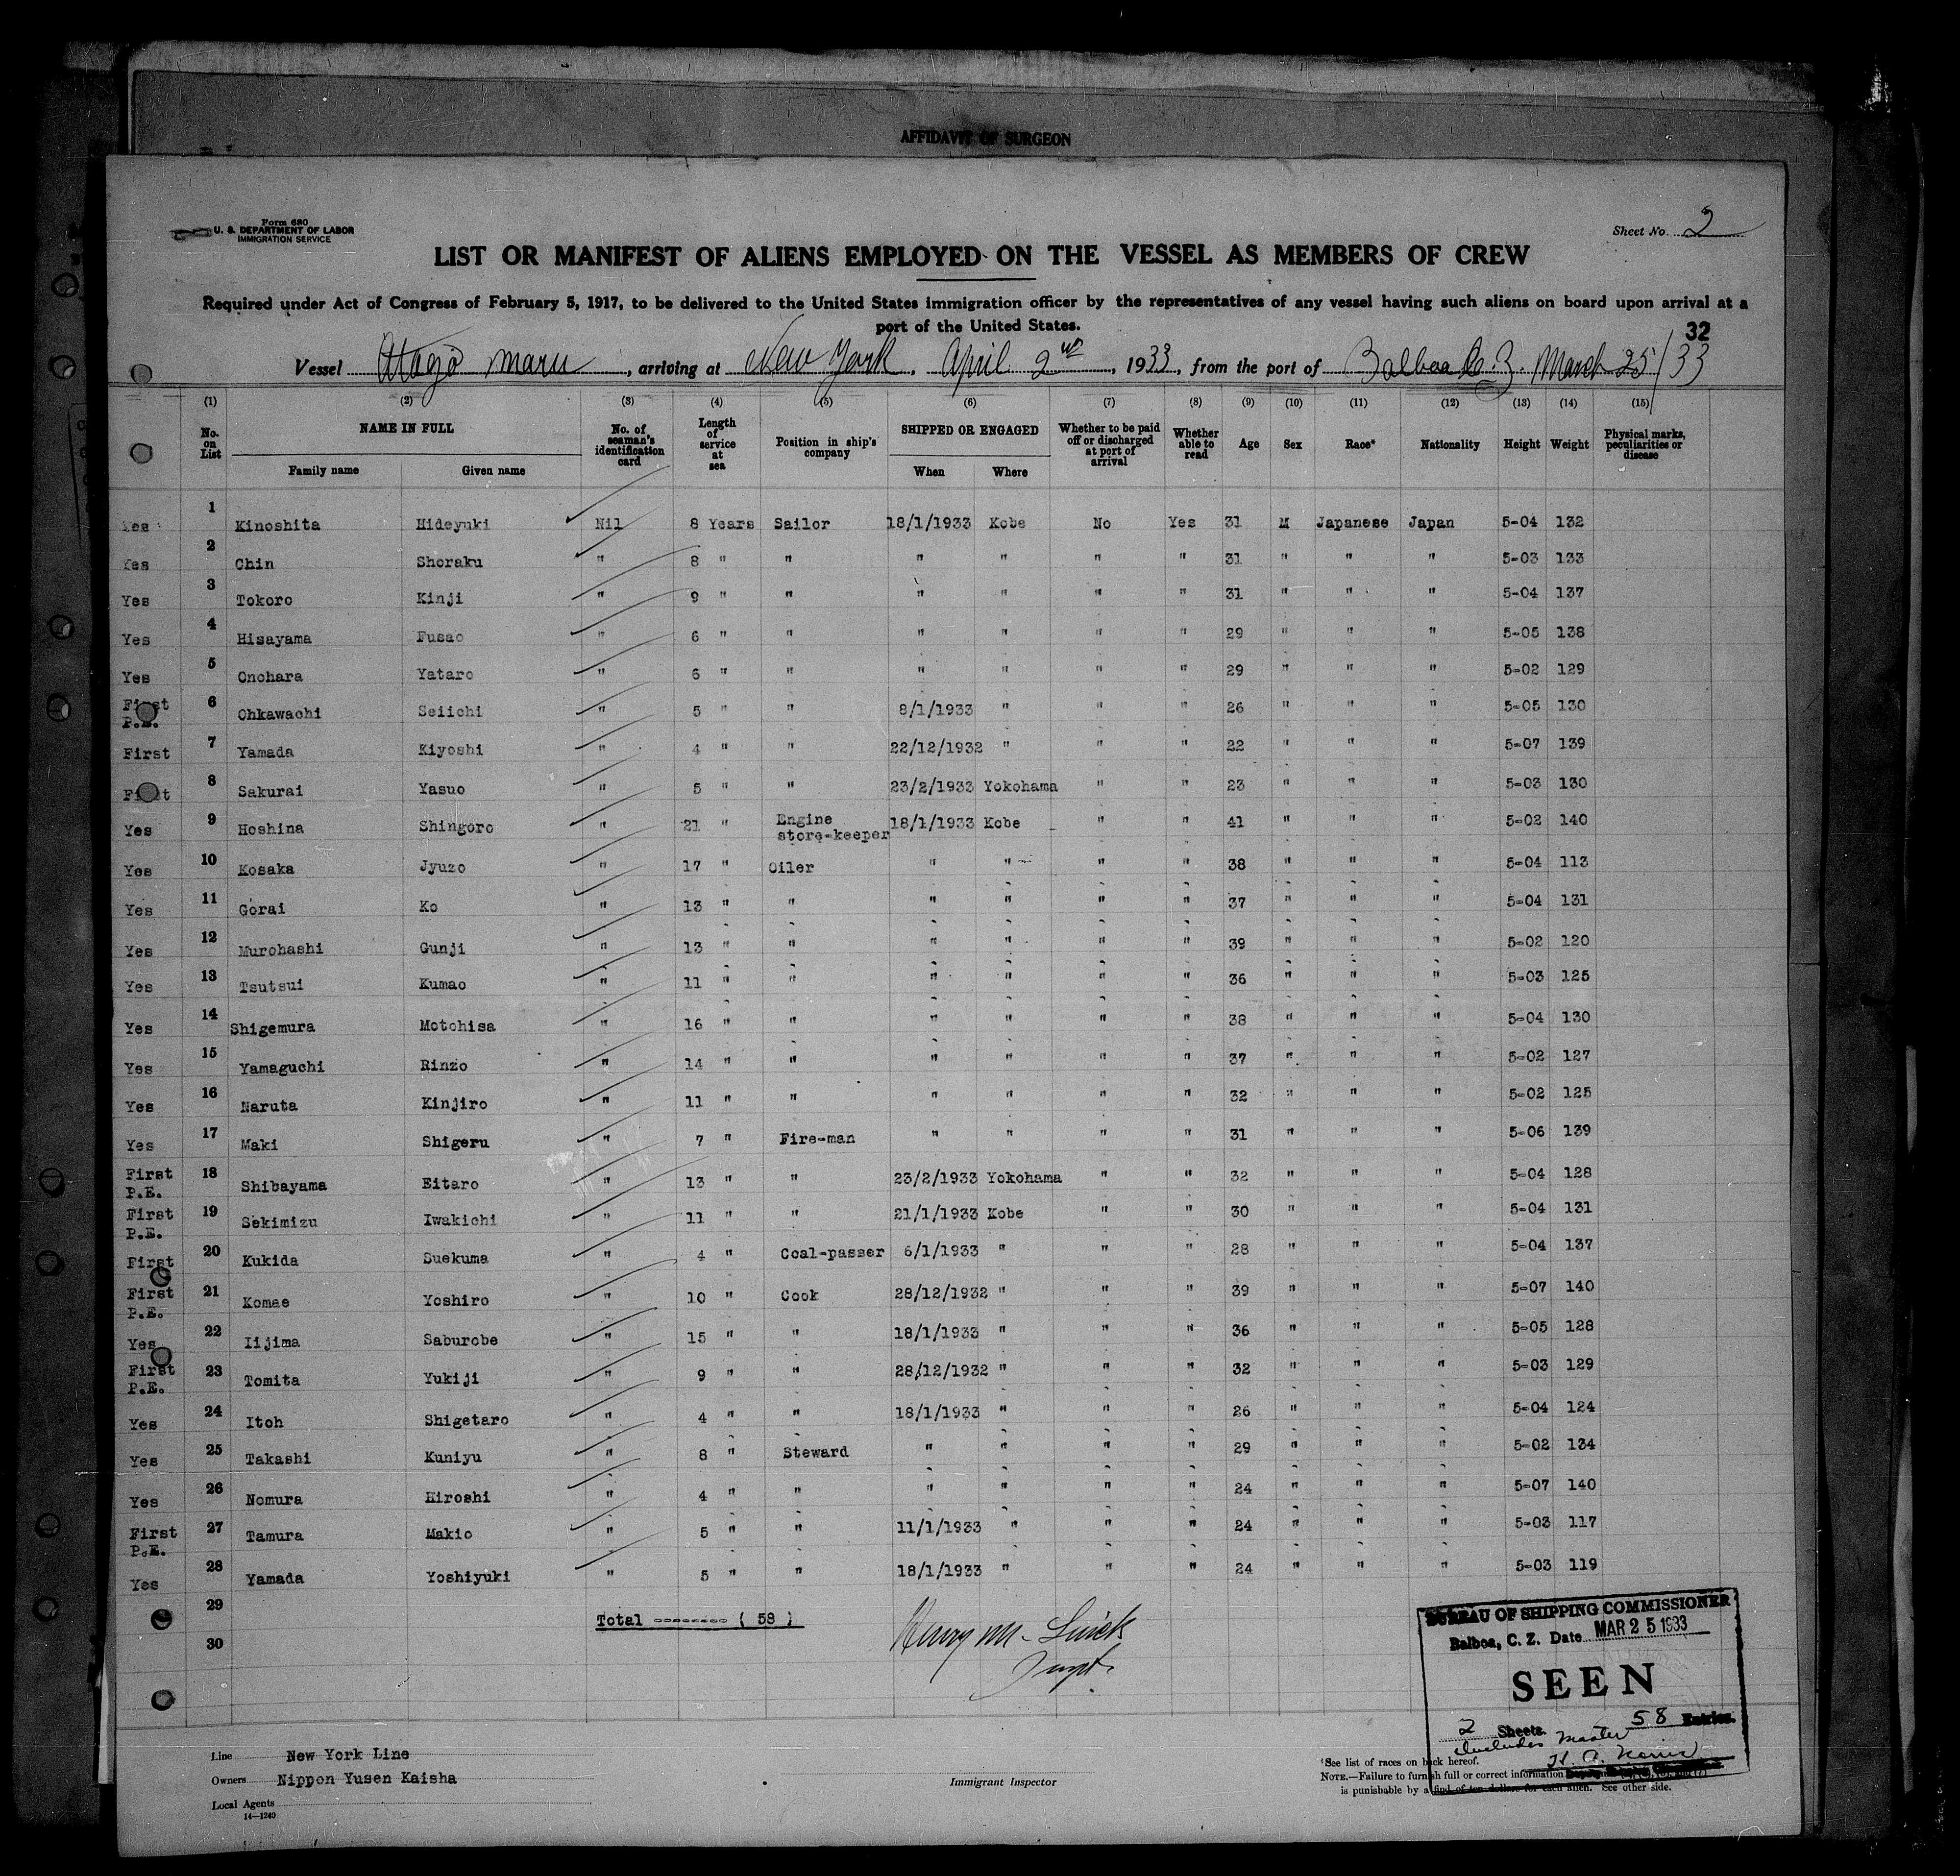 AFFIDAVIT OF SURGEON
Form 680
U. S. DEPARTMENT OF LABOR
IMMIGRATION SERVICE
Sheet No. 2
LIST OR MANIFEST OF ALIENS EMPLOYED ON THE VESSEL AS MEMBERS OF CREW
Required under Act of Congress of February 5, 1917, to be delivered to the United States immigration officer by the representatives of any vessel having such aliens on board upon arrival at a
port of the United States.
32
Vessel Atago Maru, arriving at New York, April 2nd, 1933, from the port of Balboa C.Z. March 25/33
(1) (2) (3) (4) (5) (6) (7) (8) (9) (10) (11) (12) (13) (14) (15)
No. on List NAME IN FULL Family name Given name No. of seaman's identification card Length of service at sea Position in ship's company SHIPPED OR ENGAGED When Where Whether to be paid off or discharged at port of arrival Whether able to read Age Sex Race* Nationality Height Weight Physical marks, peculiarities or disease
Yes 1 Kinoshita Hideyuki Nil 8 Years Sailor 18/1/1933 Kobe No Yes 31 M Japanese Japan 5-04 132
Yes 2 Chin Shoraku " 8 " " " " " " 31 " " " 5-03 133
Yes 3 Tokoro Kinji " 9 " " " " " " 31 " " " 5-04 137
Yes 4 Hisayama Fusao " 6 " " " " " " 29 " " " 5-05 138
Yes 5 Onohara Yataro " 6 " " " " " " 29 " " " 5-02 129
First P.E. 6 Ohkawachi Seiichi " 5 " " 8/1/1933 " " " 26 " " " 5-05 130
First 7 Yamada Kiyoshi " 4 " " 22/12/1932 " " " 22 " " " 5-07 139
First 8 Sakurai Yasuo " 5 " " 23/2/1933 Yokohama " " 23 " " " 5-03 130
Yes 9 Hoshina Shingoro " 21 " Engine store-keeper 18/1/1933 Kobe " " 41 " " " 5-02 140
Yes 10 Kosaka Jyuzo " 17 " Oiler " " " " 38 " " " 5-04 113
Yes 11 Gorai Ko " 13 " " " " " " 37 " " " 5-04 131
Yes 12 Murohashi Gunji " 13 " " " " " " 39 " " " 5-02 120
Yes 13 Tsutsui Kumao " 11 " " " " " " 36 " " " 5-03 125
Yes 14 Shigemura Motohisa " 16 " " " " " " 38 " " " 5-04 130
Yes 15 Yamaguchi Rinzo " 14 " " " " " " 37 " " " 5-02 127
Yes 16 Naruta Kinjiro " 11 " " " " " " 32 " " " 5-02 125
Yes 17 Maki Shigeru " 7 " Fire-man " " " " 31 " " " 5-06 139
First P.E. 18 Shibayama Eitaro " 13 " " 23/2/1933 Yokohama " " 32 " " " 5-04 128
First P.E. 19 Sekimizu Iwakichi " 11 " " 21/1/1933 Kobe " " 30 " " " 5-04 131
First 20 Kukida Suekuma " 4 " Coal-passer 6/1/1933 " " " 28 " " " 5-04 137
First P.E. 21 Komae Yoshiro " 10 " Cook 28/12/1932 " " " 39 " " " 5-07 140
Yes 22 Iijima Saburobe " 15 " " 18/1/1933 " " " 36 " " " 5-05 128
First P.E. 23 Tomita Yukiji " 9 " " 28/12/1932 " " " 32 " " " 5-03 129
Yes 24 Itoh Shigetaro " 4 " " 18/1/1933 " " " 26 " " " 5-04 124
Yes 25 Takashi Kuniyu " 8 " Steward " " " " 29 " " " 5-02 134
Yes 26 Nomura Hiroshi " 4 " " " " " " 24 " " " 5-07 140
First P.E. 27 Tamura Makio " 5 " " 11/1/1933 " " " 24 " " " 5-03 117
Yes 28 Yamada Yoshiyuki " 5 " " 18/1/1933 " " " 24 " " " 5-03 119
29 Total -------- ( 58 )
30
Henry M.
BUREAU OF SHIPPING COMMISSIONER
Balboa, C. Z. Date MAR 25 1933
SEEN
2 Sheets 58 Entries.
Includes Master
Line New York Line
Owners Nippon Yusen Kaisha
Local Agents
14-1240
Immigrant Inspector
*See list of races on back hereof.
NOTE.—Failure to furnish full or correct information
is punishable by a fine of ten dollars for each alien. See other side.